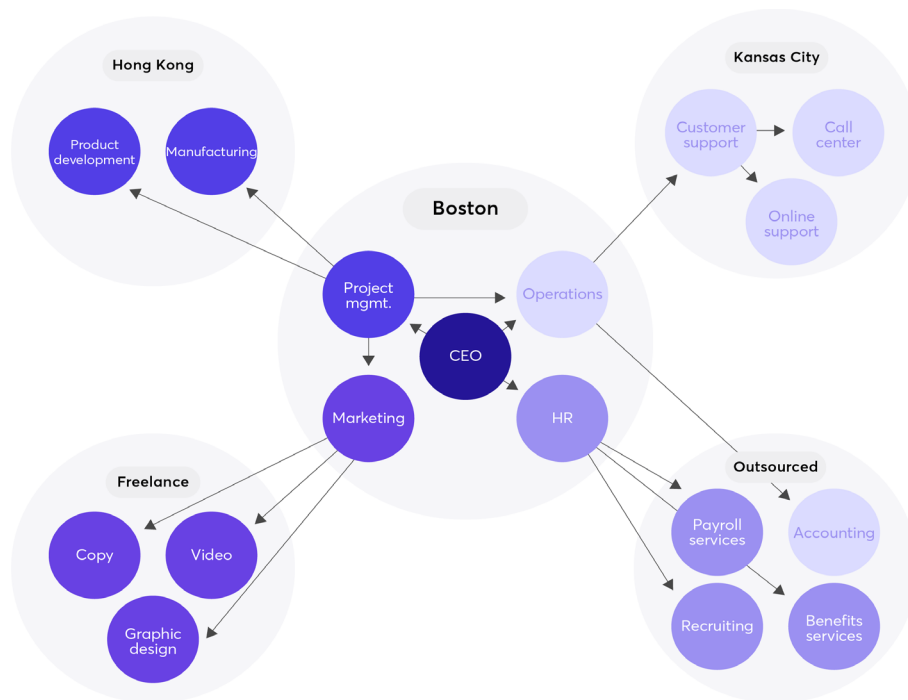 Hong Kong
Product
development
Manufacturing
Kansas City
Customer
support
Call
center
Online
support
Boston
Project
mgmt.
Operations
CEO
Marketing
HR
Freelance
Copy
Video
Graphic
design
Outsourced
Payroll
services
Accounting
Recruiting
Benefits
services